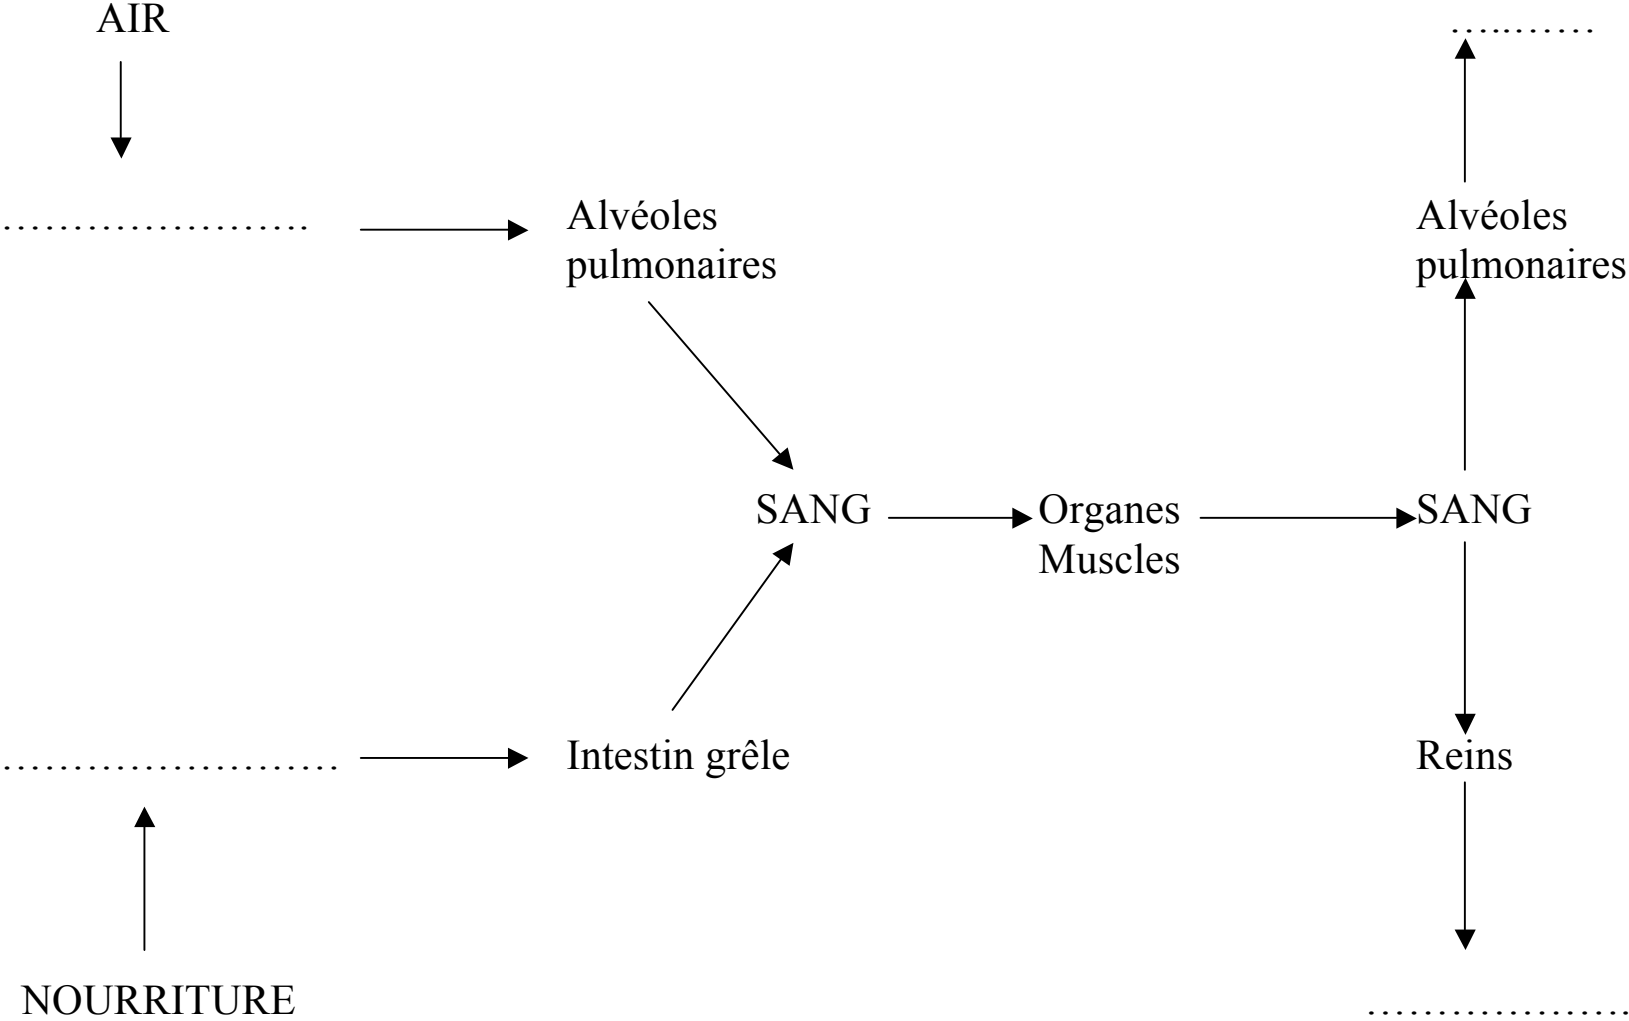 AIR
..........
.....................
Alvéoles
pulmonaires
Alvéoles
pulmonaires
SANG
Organes
Muscles
SANG
........................
Intestin grêle
Reins
NOURRITURE
...................